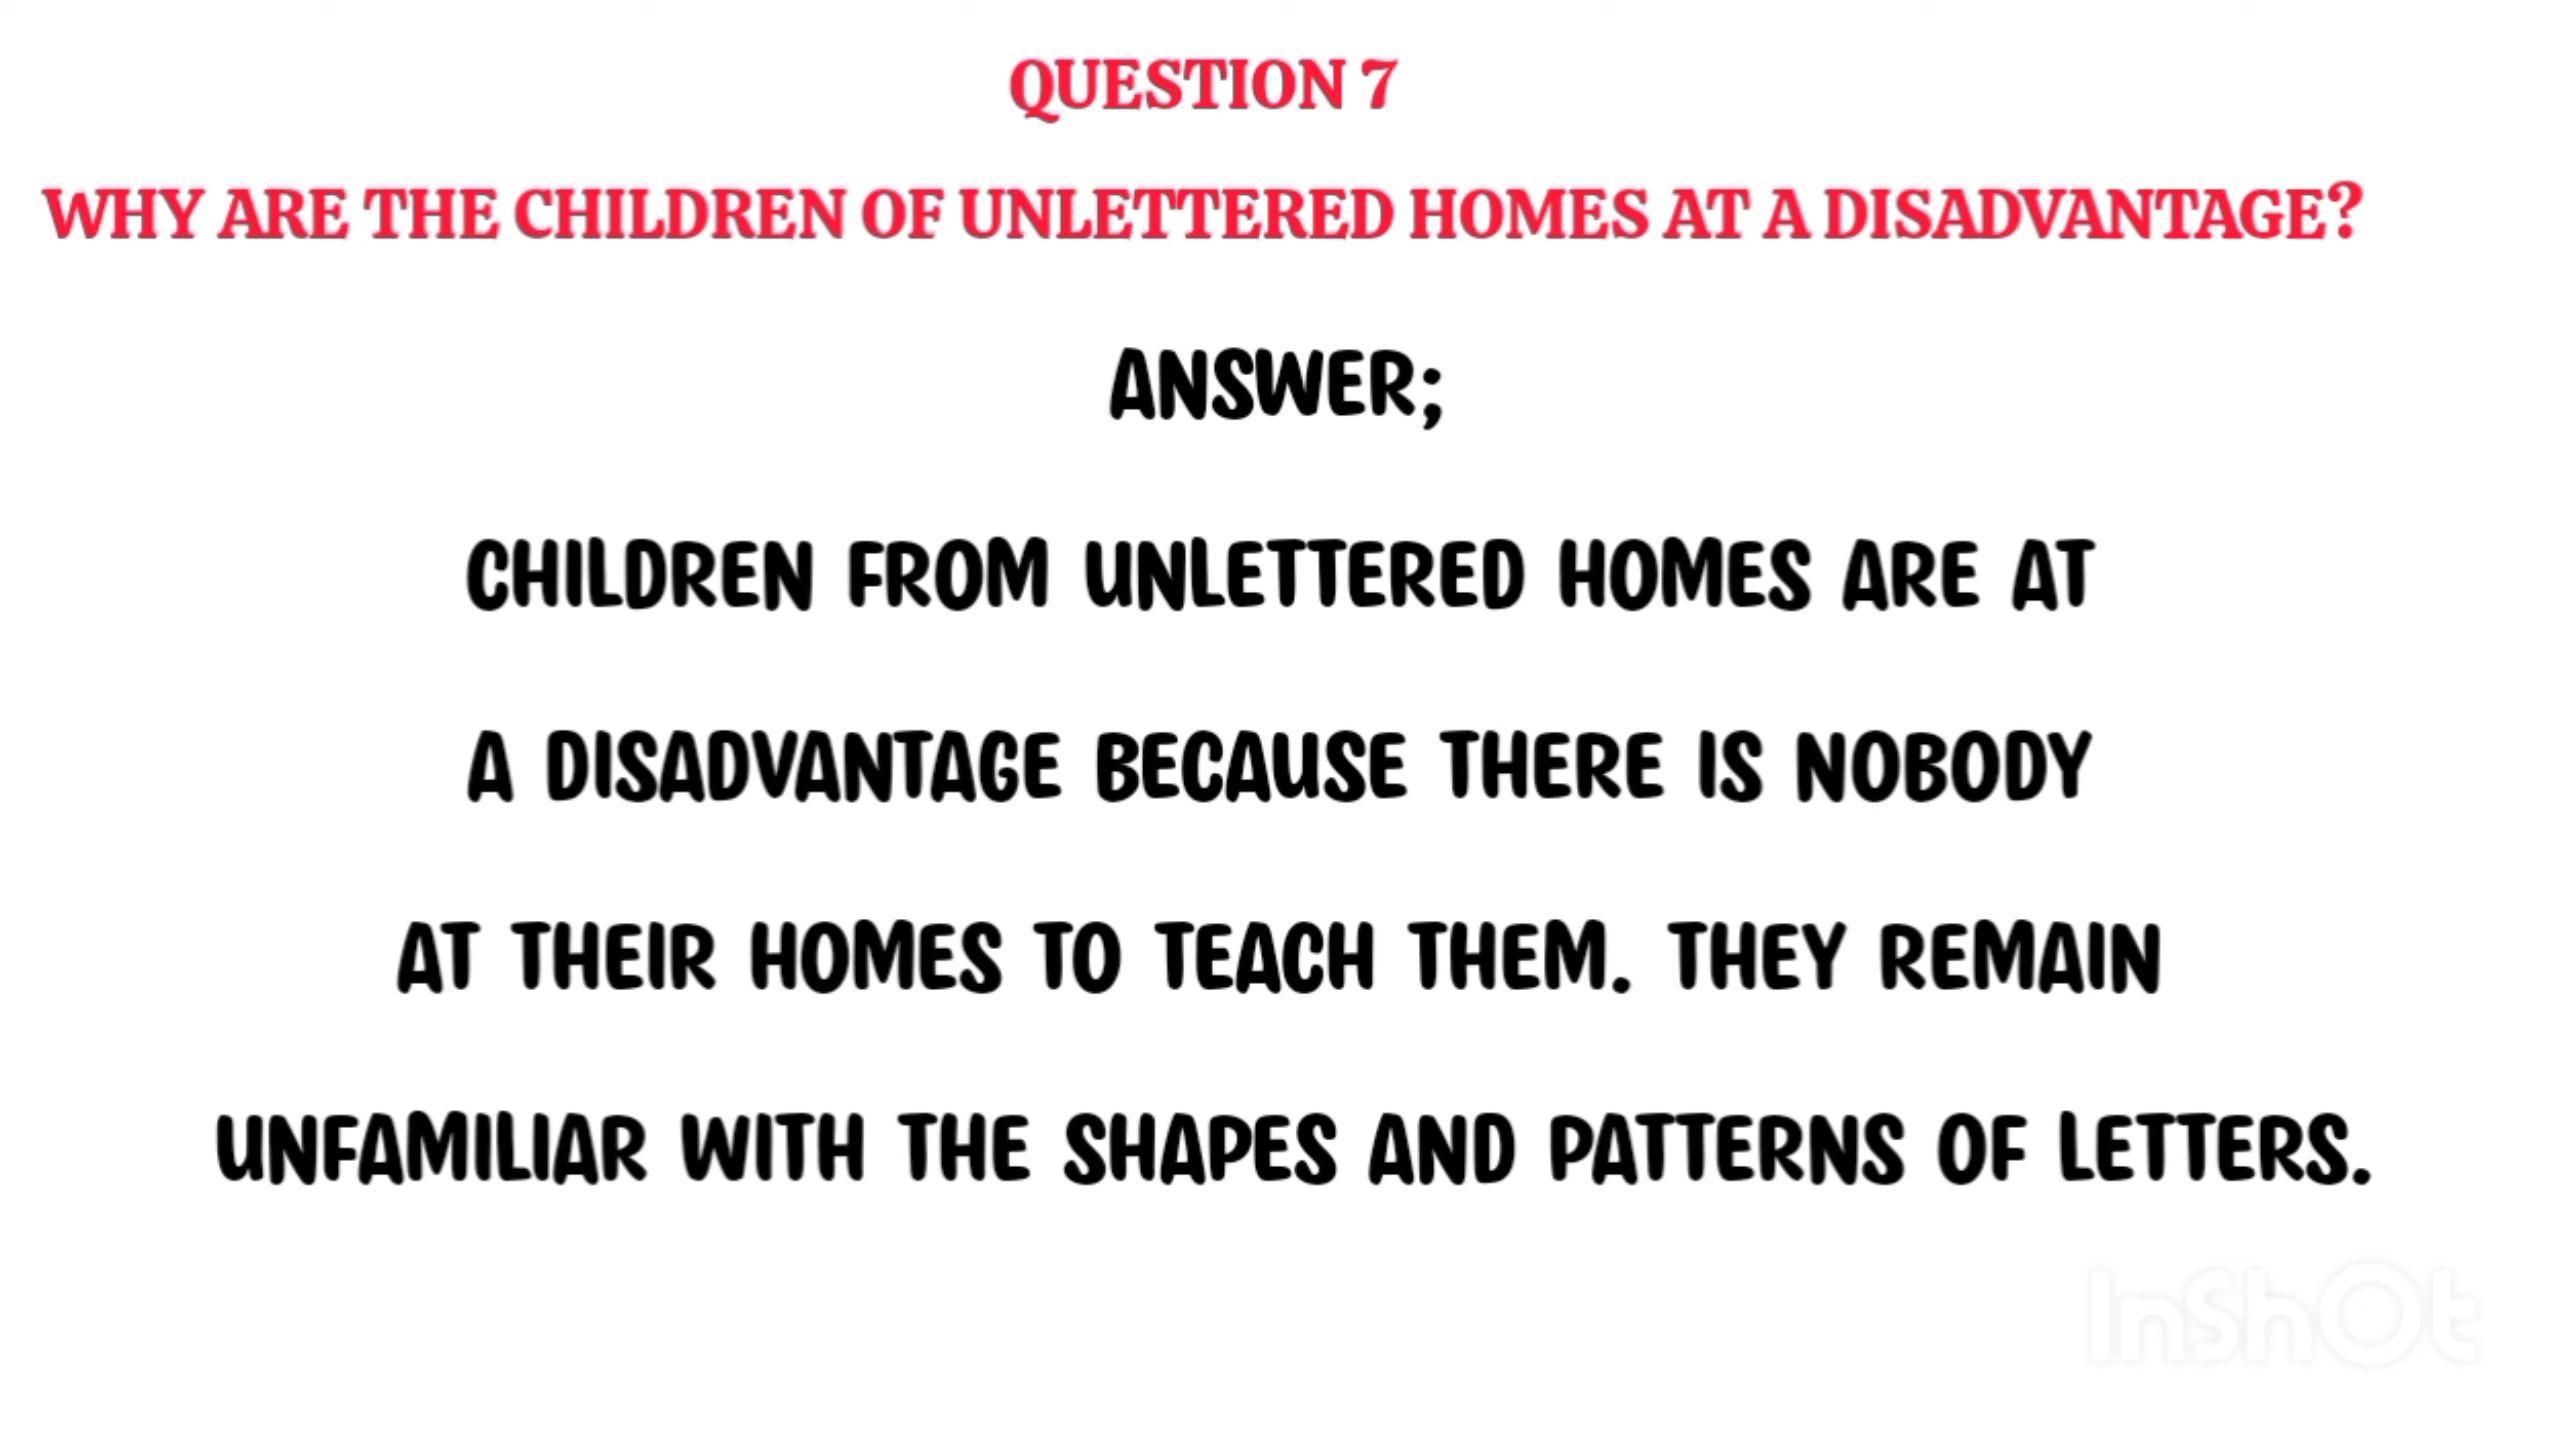 QUESTION 7
WHY ARE THE CHILDREN OF UNLETTERED HOMES AT A DISADVANTAGE?
ANSWER;
CHILDREN FROM UNLETTERED HOMES ARE AT
A DISADVANTAGE BECAUSE THERE IS NOBODY
AT THEIR HOMES TO TEACH THEM. THEY REMAIN
UNFAMILIAR WITH THE SHAPES AND PATTERNS OF LETTERS.
InShOt